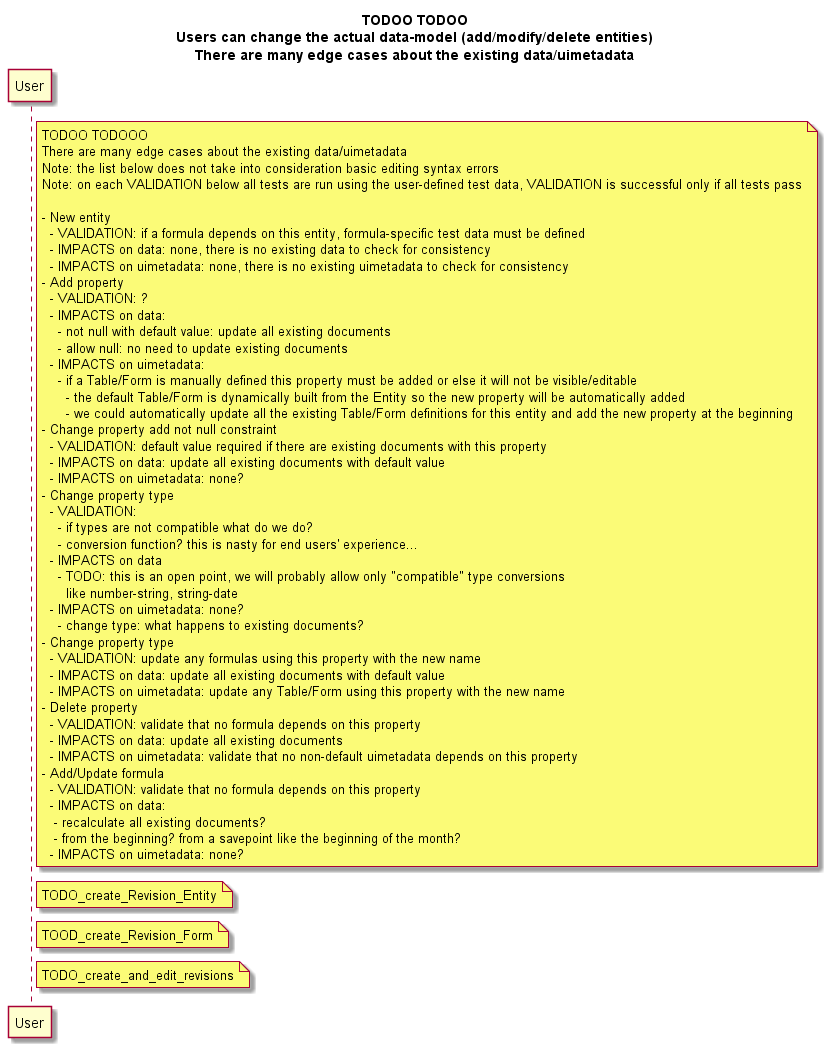 TODOO TODOO
Users can change the actual data-model (add/modify/delete entities)
There are many edge cases about the existing data/uimetadata
User
TODOO TODOOO
There are many edge cases about the existing data/uimetadata
Note: the list below does not take into consideration basic editing syntax errors
Note: on each VALIDATION below all tests are run using the user-defined test data, VALIDATION is successful only if all tests pass
- New entity
- VALIDATION: if a formula depends on this entity, formula-specific test data must be defined
- IMPACTS on data: none, there is no existing data to check for consistency
- IMPACTS on uimetadata: none, there is no existing uimetadata to check for consistency
- Add property
- VALIDATION: ?
- IMPACTS on data:
- not null with default value: update all existing documents
- allow null: no need to update existing documents
- IMPACTS on uimetadata:
- if a Table/Form is manually defined this property must be added or else it will not be visible/editable
- the default Table/Form is dynamically built from the Entity so the new property will be automatically added
- we could automatically update all the existing Table/Form definitions for this entity and add the new property at the beginning
- Change property add not null constraint
- VALIDATION: default value required if there are existing documents with this property
- IMPACTS on data: update all existing documents with default value
- IMPACTS on uimetadata: none?
- Change property type
- VALIDATION:
- if types are not compatible what do we do?
- conversion function? this is nasty for end users' experience...
- IMPACTS on data
- TODO: this is an open point, we will probably allow only "compatible" type conversions
like number-string, string-date
- IMPACTS on uimetadata: none?
- change type: what happens to existing documents?
- Change property type
- VALIDATION: update any formulas using this property with the new name
- IMPACTS on data: update all existing documents with default value
- IMPACTS on uimetadata: update any Table/Form using this property with the new name
- Delete property
- VALIDATION: validate that no formula depends on this property
- IMPACTS on data: update all existing documents
- IMPACTS on uimetadata: validate that no non-default uimetadata depends on this property
- Add/Update formula
- VALIDATION: validate that no formula depends on this property
- IMPACTS on data:
- recalculate all existing documents?
- from the beginning? from a savepoint like the beginning of the month?
- IMPACTS on uimetadata: none?
TODO_create_Revision_Entity
TOOD_create_Revision_Form
TODO_create_and_edit_revisions
User